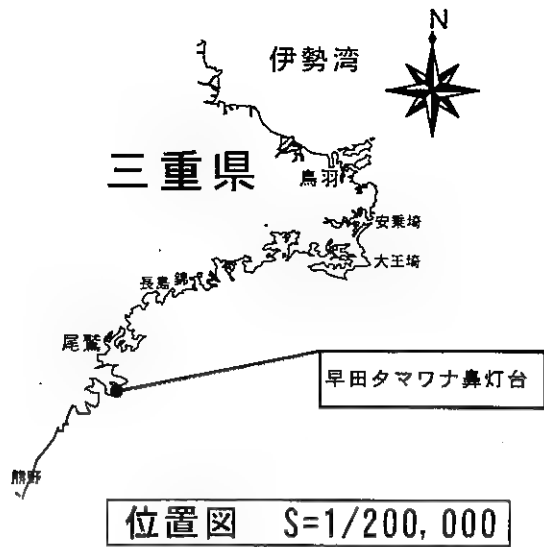 N
伊勢湾
三重県
鳥羽
安乗埼
大王埼
長島
錦
尾鷲
早田タマワナ鼻灯台
熊野
位置図 S=1/200,000